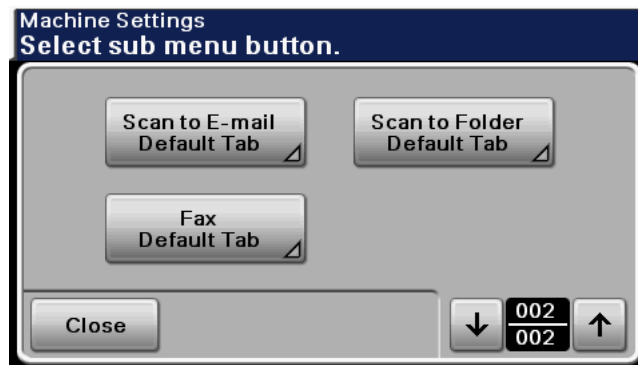 Machine Settings
Select sub menu button.
Scan to E-mail
Default Tab
Scan to Folder
Default Tab
Fax
Default Tab
Close
002
002